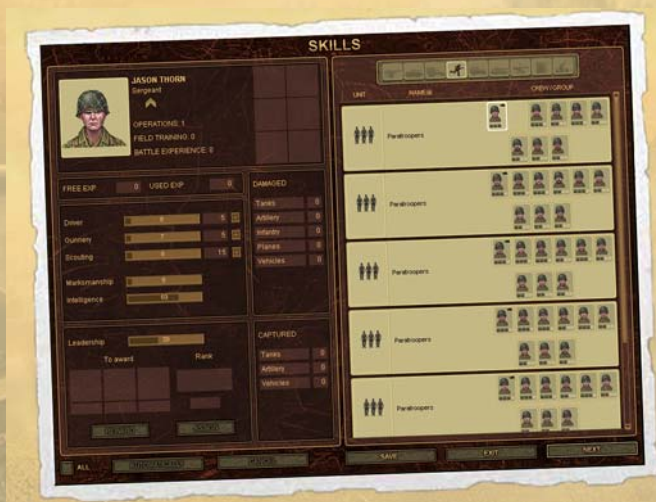 SKILLS
JASON THORN
Sergeant
OPERATIONS: 1
FIELD TRAINING: 0
BATTLE EXPERIENCE: 0
FREE EXP 0 USED EXP 0
Driver 5
Gunnery 5
Scouting 15
Marksmanship
Intelligence
Leadership
To award Rank
DAMAGED
Tanks 0
Artillery 0
Infantry 0
Planes 0
Vehicles 0
CAPTURED
Tanks 0
Artillery 0
Vehicles 0
ALL
CANCEL
UNIT NAME CREW / GROUP
Paratroopers
Paratroopers
Paratroopers
Paratroopers
Paratroopers
SAVE EXIT NEXT